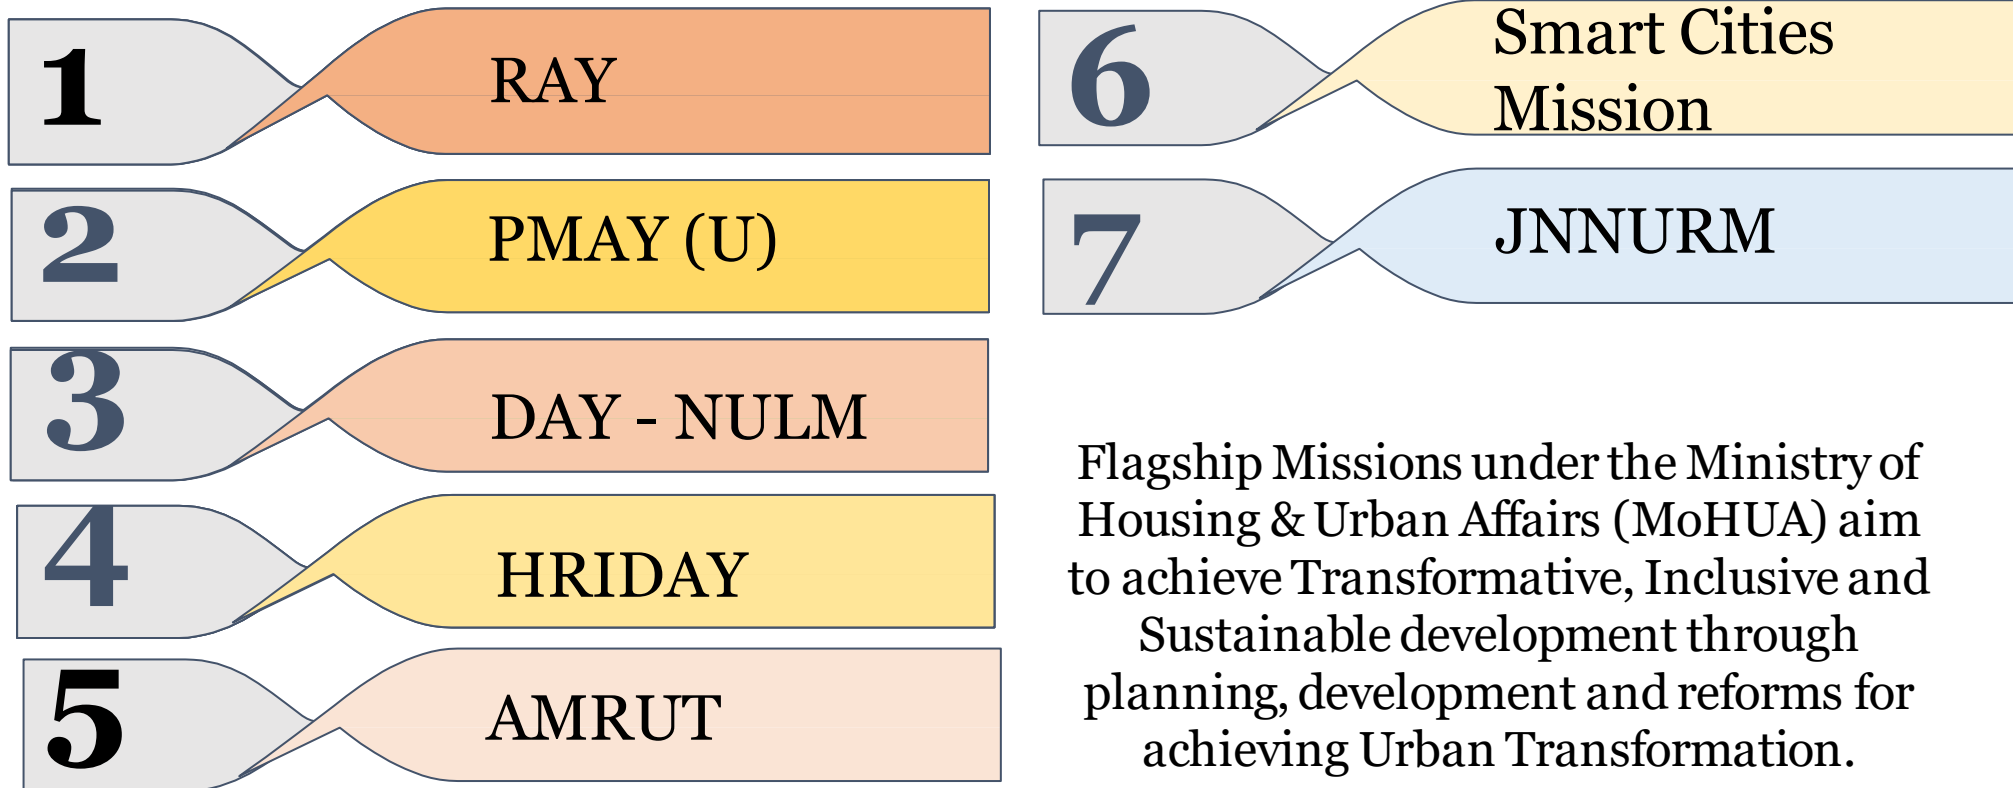 1
RAY
2
PMAY (U)
3
DAY - NULM
4
HRIDAY
5
AMRUT
6
Smart Cities
Mission
7
JNNURM
Flagship Missions under the Ministry of
Housing & Urban Affairs (MoHUA) aim
to achieve Transformative, Inclusive and
Sustainable development through
planning, development and reforms for
achieving Urban Transformation.